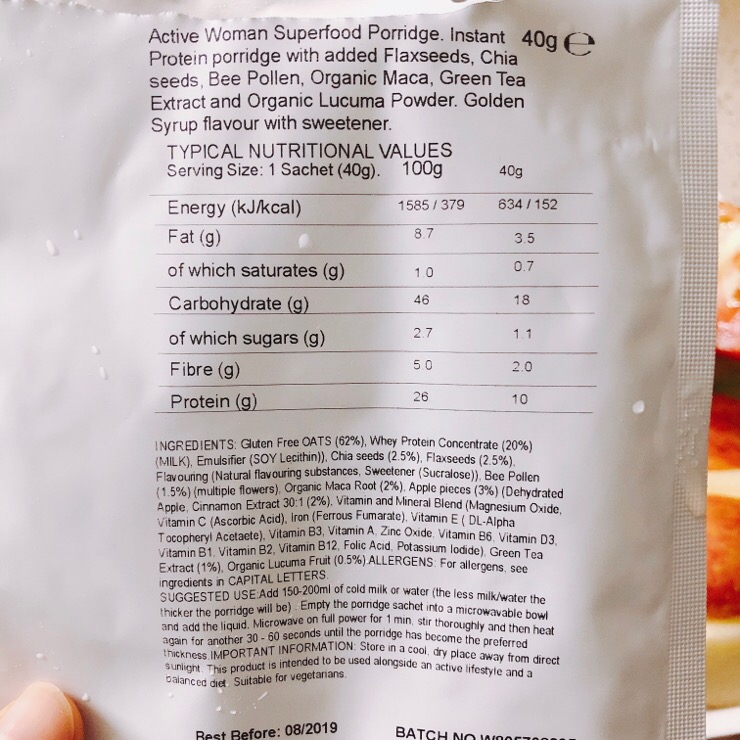 Active Woman Superfood Porridge. Instant 40g e
Protein porridge with added Flaxseeds, Chia
seeds, Bee Pollen, Organic Maca, Green Tea
Extract and Organic Lucuma Powder. Golden
Syrup flavour with sweetener.
TYPICAL NUTRITIONAL VALUES
Serving Size: 1 Sachet (40g). 100g 40g
Energy (kJ/kcal) 1585 / 379 634 / 152
Fat (g) 8.7 3.5
of which saturates (g) 1.0 0.7
Carbohydrate (g) 46 18
of which sugars (g) 2.7 1.1
Fibre (g) 5.0 2.0
Protein (g) 26 10
INGREDIENTS: Gluten Free OATS (62%), Whey Protein Concentrate (20%)
(MILK), Emulsifier (SOY Lecithin)), Chia seeds (2.5%), Flaxseeds (2.5%),
Flavouring (Natural flavouring substances, Sweetener (Sucralose)), Bee Pollen
(1.5%) (multiple flowers), Organic Maca Root (2%), Apple pieces (3%) (Dehydrated
Apple, Cinnamon Extract 30:1 (2%), Vitamin and Mineral Blend (Magnesium Oxide,
Vitamin C (Ascorbic Acid), Iron (Ferrous Fumarate), Vitamin E ( DL-Alpha
Tocopheryl Acetaete), Vitamin B3, Vitamin A, Zinc Oxide, Vitamin B6, Vitamin D3,
Vitamin B1, Vitamin B2, Vitamin B12, Folic Acid, Potassium Iodide), Green Tea
Extract (1%), Organic Lucuma Fruit (0.5%) ALLERGENS: For allergens, see
ingredients in CAPITAL LETTERS.
SUGGESTED USE:Add 150-200ml of cold milk or water (the less milk/water the
thicker the porridge will be). Empty the porridge sachet into a microwavable bowl
and add the liquid. Microwave on full power for 1 min, stir thoroughly and then heat
again for another 30 - 60 seconds until the porridge has become the preferred
thickness.IMPORTANT INFORMATION: Store in a cool, dry place away from direct
sunlight. This product is intended to be used alongside an active lifestyle and a
balanced diet. Suitable for vegetarians.
Best Before: 08/2019 BATCH NO